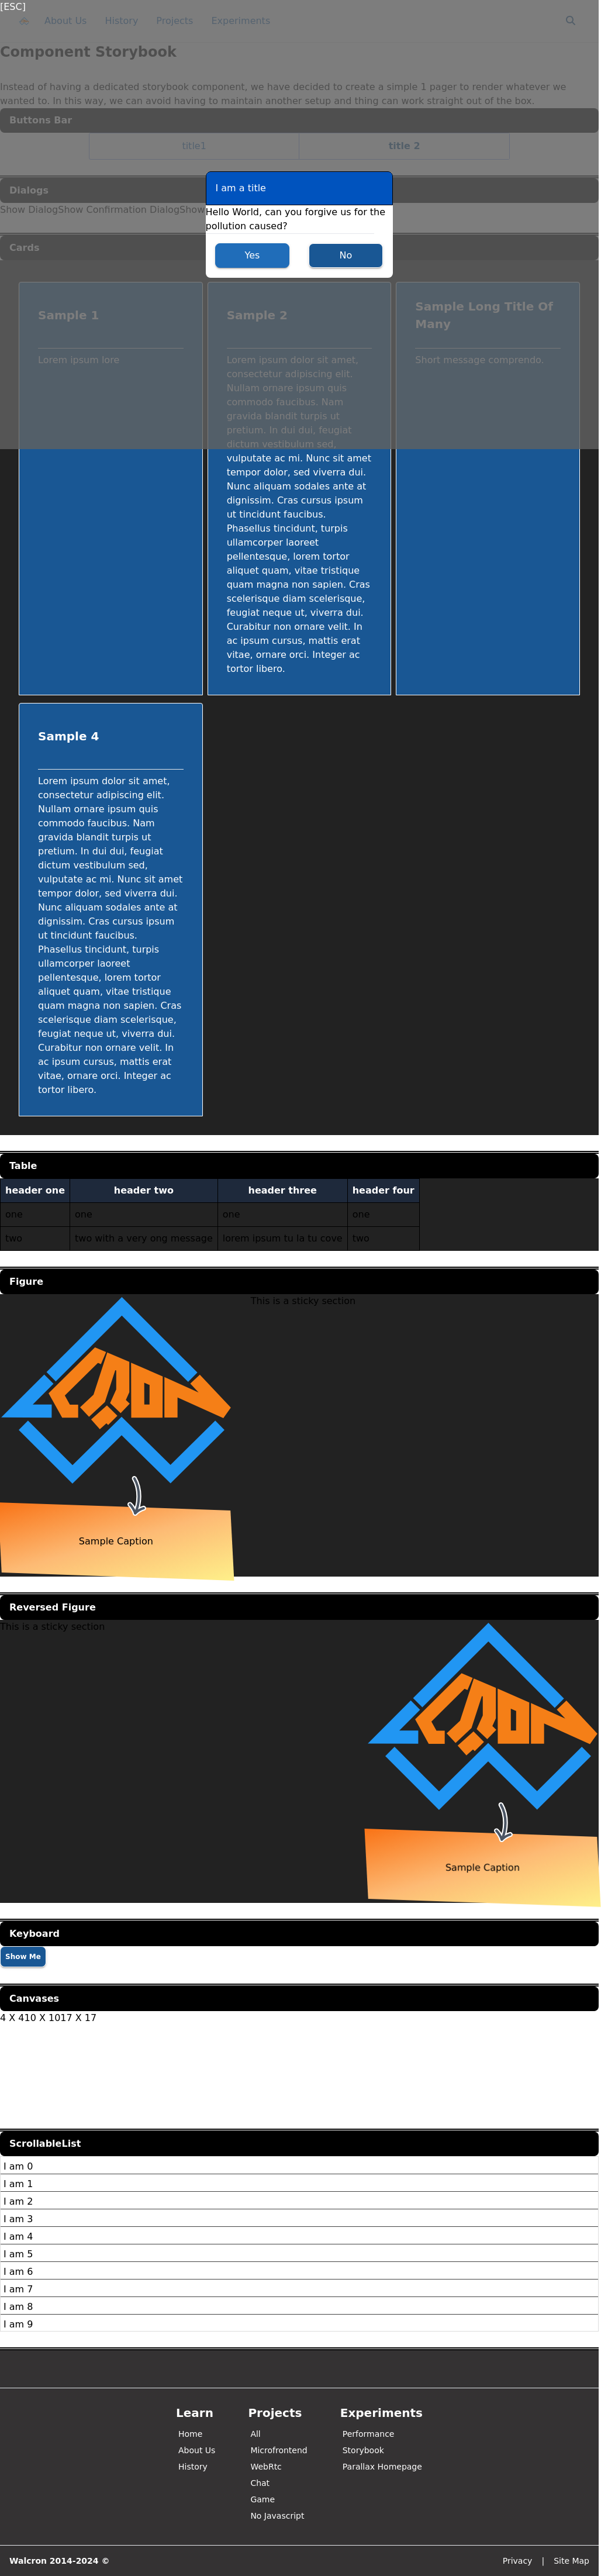 [ESC]
About Us History Projects Experiments
Component Storybook
Instead of having a dedicated storybook component, we have decided to create a simple 1 pager to render whatever we
wanted to. In this way, we can avoid having to maintain another setup and thing can work straight out of the box.
Buttons Bar
title1 title 2
Dialogs
Show DialogShow Confirmation DialogShow
I am a title
Hello World, can you forgive us for the
pollution caused?
Yes No
Cards
Sample 1
Lorem ipsum lore
Sample 2
Lorem ipsum dolor sit amet,
consectetur adipiscing elit.
Nullam ornare ipsum quis
commodo faucibus. Nam
gravida blandit turpis ut
pretium. In dui dui, feugiat
dictum vestibulum sed,
vulputate ac mi. Nunc sit amet
tempor dolor, sed viverra dui.
Nunc aliquam sodales ante at
dignissim. Cras cursus ipsum
ut tincidunt faucibus.
Phasellus tincidunt, turpis
ullamcorper laoreet
pellentesque, lorem tortor
aliquet quam, vitae tristique
quam magna non sapien. Cras
scelerisque diam scelerisque,
feugiat neque ut, viverra dui.
Curabitur non ornare velit. In
ac ipsum cursus, mattis erat
vitae, ornare orci. Integer ac
tortor libero.
Sample Long Title Of
Many
Short message comprendo.
Sample 4
Lorem ipsum dolor sit amet,
consectetur adipiscing elit.
Nullam ornare ipsum quis
commodo faucibus. Nam
gravida blandit turpis ut
pretium. In dui dui, feugiat
dictum vestibulum sed,
vulputate ac mi. Nunc sit amet
tempor dolor, sed viverra dui.
Nunc aliquam sodales ante at
dignissim. Cras cursus ipsum
ut tincidunt faucibus.
Phasellus tincidunt, turpis
ullamcorper laoreet
pellentesque, lorem tortor
aliquet quam, vitae tristique
quam magna non sapien. Cras
scelerisque diam scelerisque,
feugiat neque ut, viverra dui.
Curabitur non ornare velit. In
ac ipsum cursus, mattis erat
vitae, ornare orci. Integer ac
tortor libero.
Table
header one header two header three header four
one one one one
two two with a very ong message lorem ipsum tu la tu cove two
Figure
This is a sticky section
Sample Caption
Reversed Figure
This is a sticky section
Sample Caption
Keyboard
Show Me
Canvases
4 X 410 X 1017 X 17
ScrollableList
I am 0
I am 1
I am 2
I am 3
I am 4
I am 5
I am 6
I am 7
I am 8
I am 9
Learn
Home
About Us
History
Projects
All
Microfrontend
WebRtc
Chat
Game
No Javascript
Experiments
Performance
Storybook
Parallax Homepage
Walcron 2014-2024 ©
Privacy | Site Map